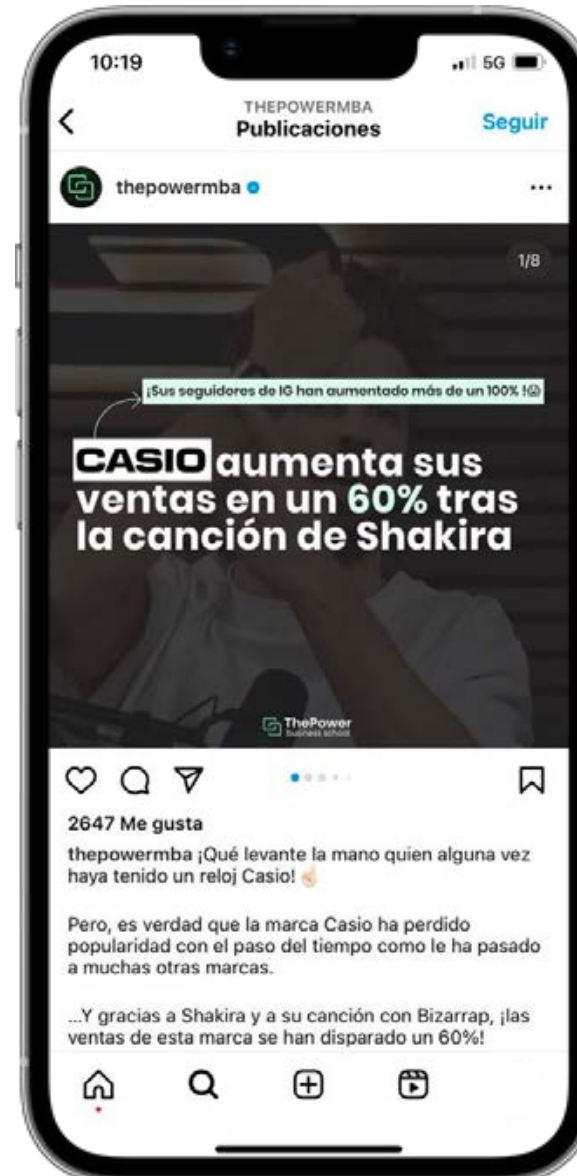 10:19
5G
THEPOWERMBA
Publicaciones
Seguir
thepowermba
1/8
¡Sus seguidores de IG han aumentado más de un 100% !😱
CASIO aumenta sus
ventas en un 60% tras
la canción de Shakira
ThePower
business school
2647 Me gusta
thepowermba ¡Qué levante la mano quien alguna vez
haya tenido un reloj Casio! ☝🏻
Pero, es verdad que la marca Casio ha perdido
popularidad con el paso del tiempo como le ha pasado
a muchas otras marcas.
...Y gracias a Shakira y a su canción con Bizarrap, ¡las
ventas de esta marca se han disparado un 60%!